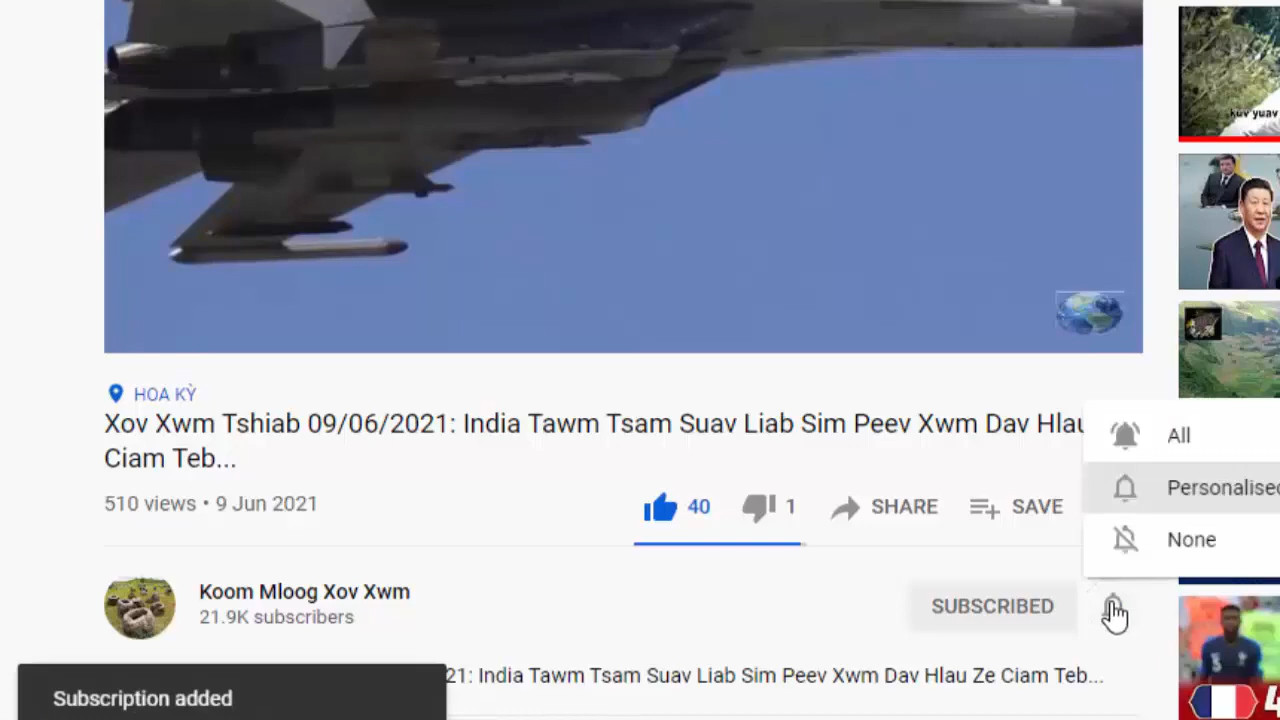 kuv yuav
HOA KỲ
Xov Xwm Tshiab 09/06/2021: India Tawm Tsam Suav Liab Sim Peev Xwm Dav Hlau
Ciam Teb...
510 views • 9 Jun 2021
40
1
SHARE
SAVE
All
Personalised
None
Koom Mloog Xov Xwm
21.9K subscribers
SUBSCRIBED
21: India Tawm Tsam Suav Liab Sim Peev Xwm Dav Hlau Ze Ciam Teb...
Subscription added